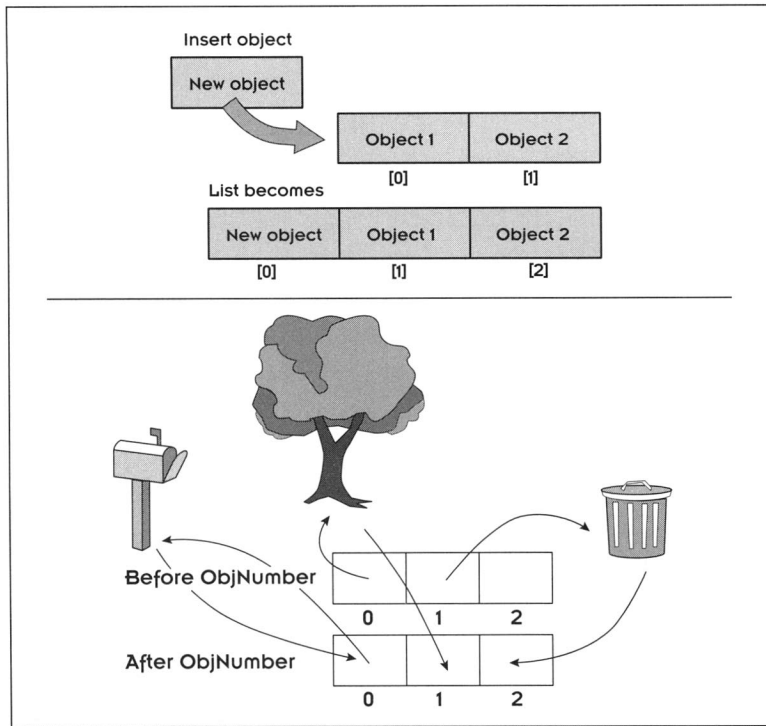 Insert object
New object
Object 1 Object 2
[0] [1]
List becomes
New object Object 1 Object 2
[0] [1] [2]
Before ObjNumber
0 1 2
After ObjNumber
0 1 2